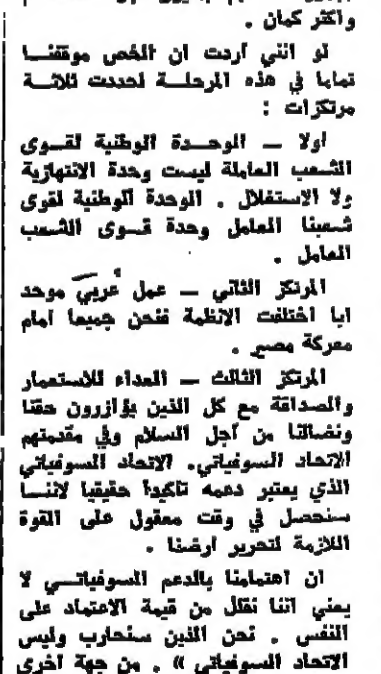 واكثر كمان .
لو انني أردت ان الخص موقفنا
تماما في هذه المرحلة لحددت ثلاثة
مرتكزات :
اولا — الوحدة الوطنية لقوى
الشعب العاملة ليست وحدة الانتهازية
ولا الاستغلال . الوحدة الوطنية لقوى
شعبنا العامل وحدة قوى الشعب
العامل .
المرتكز الثاني — عمل عربي موحد
ايا اختلفت الانظمة فنحن جميعا امام
معركة مصير .
المرتكز الثالث — العداء للاستعمار
والصداقة مع كل الذين يؤازرون حقنا
ونضالنا من أجل السلام وفي مقدمتهم
الاتحاد السوفياتي. الاتحاد السوفياتي
الذي يعتبر دعمه تاكيدا حقيقيا لاننا
سنحصل في وقت معقول على القوة
اللازمة لتحرير ارضنا .
ان اهتمامنا بالدعم السوفياتي لا
يعني اننا نقلل من قيمة الاعتماد على
النفس . نحن الذين سنحارب وليس
الاتحاد السوفياتي » . من جهة اخرى